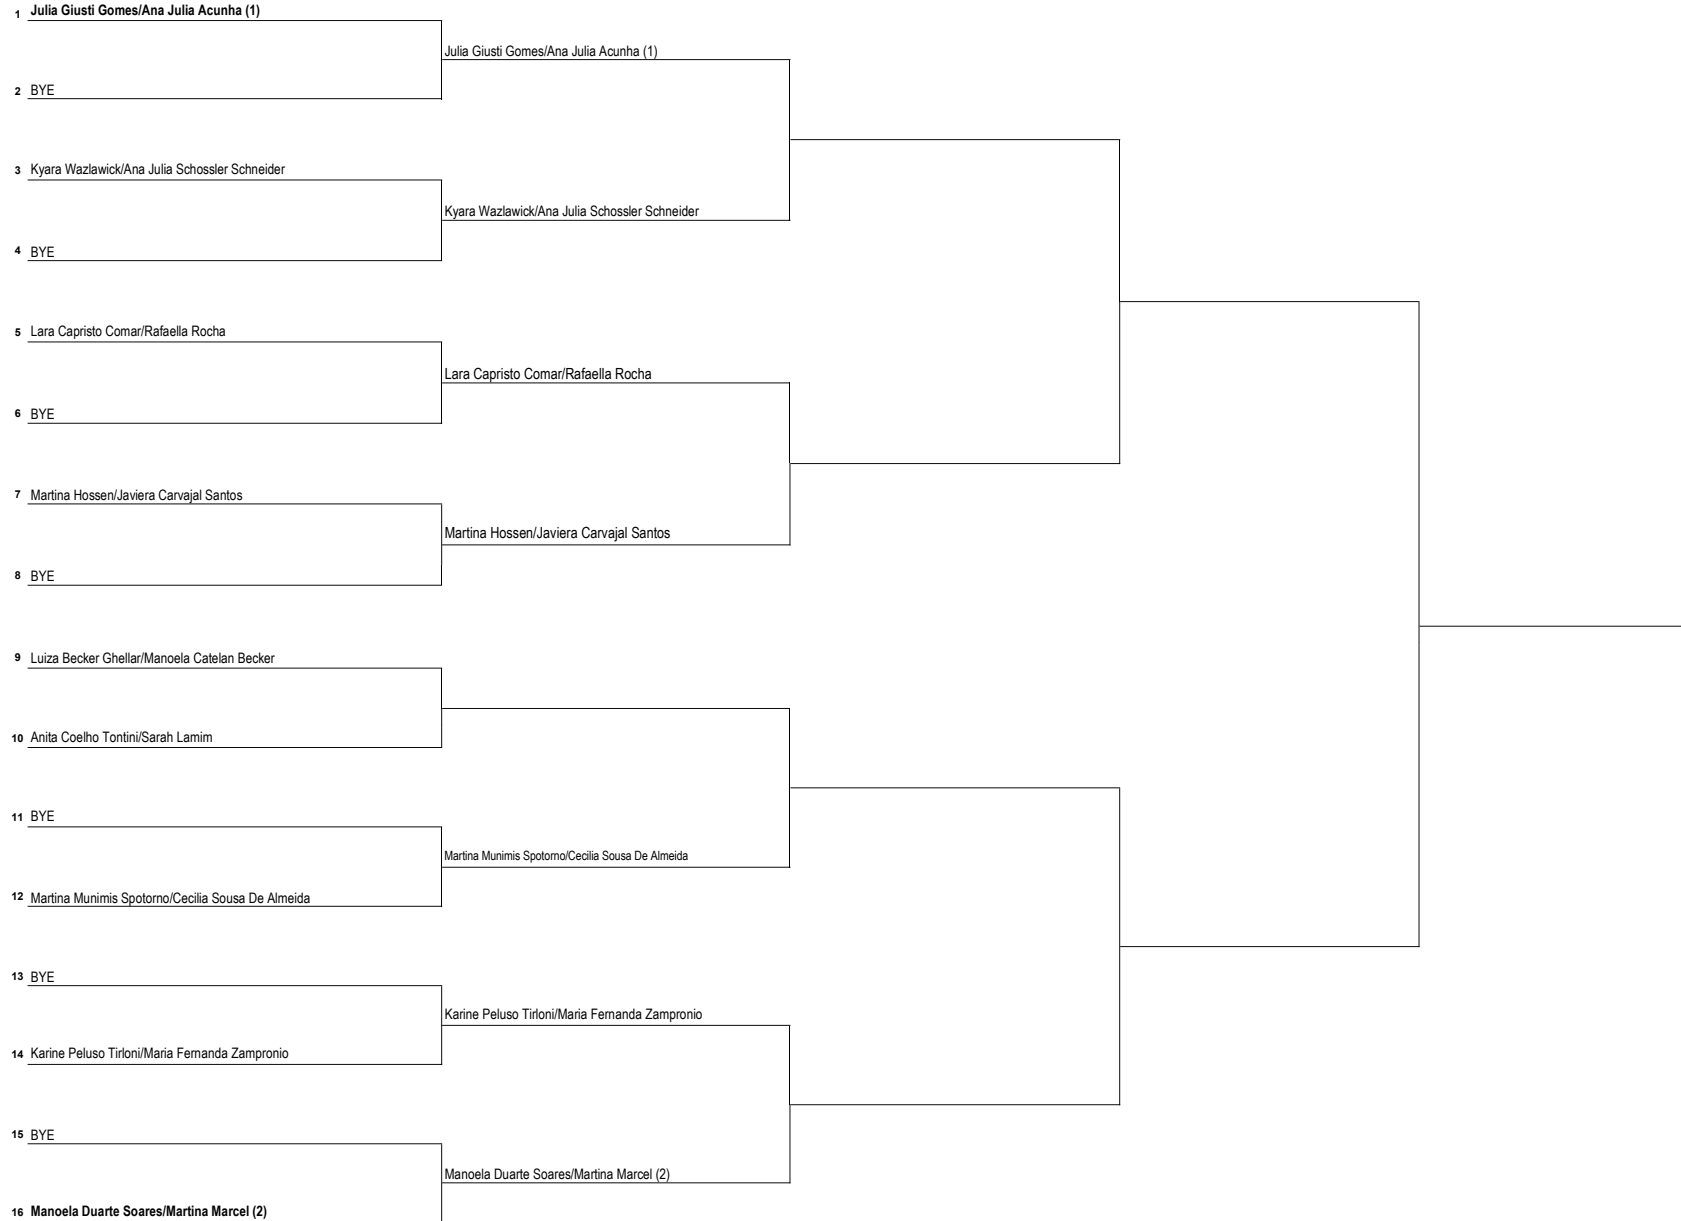 1 Julia Giusti Gomes/Ana Julia Acunha (1)
Julia Giusti Gomes/Ana Julia Acunha (1)
2 BYE
3 Kyara Wazlawick/Ana Julia Schossler Schneider
Kyara Wazlawick/Ana Julia Schossler Schneider
4 BYE
5 Lara Capristo Comar/Rafaella Rocha
Lara Capristo Comar/Rafaella Rocha
6 BYE
7 Martina Hossen/Javiera Carvajal Santos
Martina Hossen/Javiera Carvajal Santos
8 BYE
9 Luiza Becker Ghellar/Manoela Catelan Becker
10 Anita Coelho Tontini/Sarah Lamim
11 BYE
Martina Munimis Spotorno/Cecilia Sousa De Almeida
12 Martina Munimis Spotorno/Cecilia Sousa De Almeida
13 BYE
Karine Peluso Tirloni/Maria Fernanda Zampronio
14 Karine Peluso Tirloni/Maria Fernanda Zampronio
15 BYE
Manoela Duarte Soares/Martina Marcel (2)
16 Manoela Duarte Soares/Martina Marcel (2)